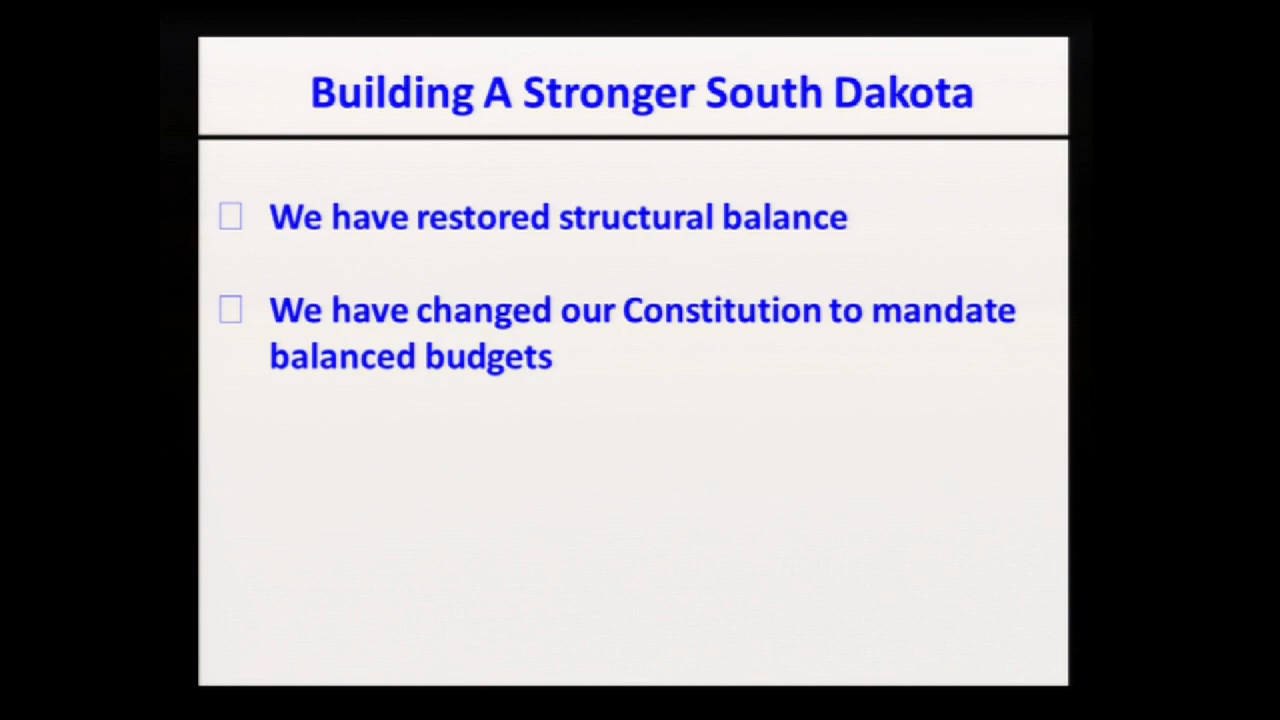 Building A Stronger South Dakota
We have restored structural balance
We have changed our Constitution to mandate
balanced budgets